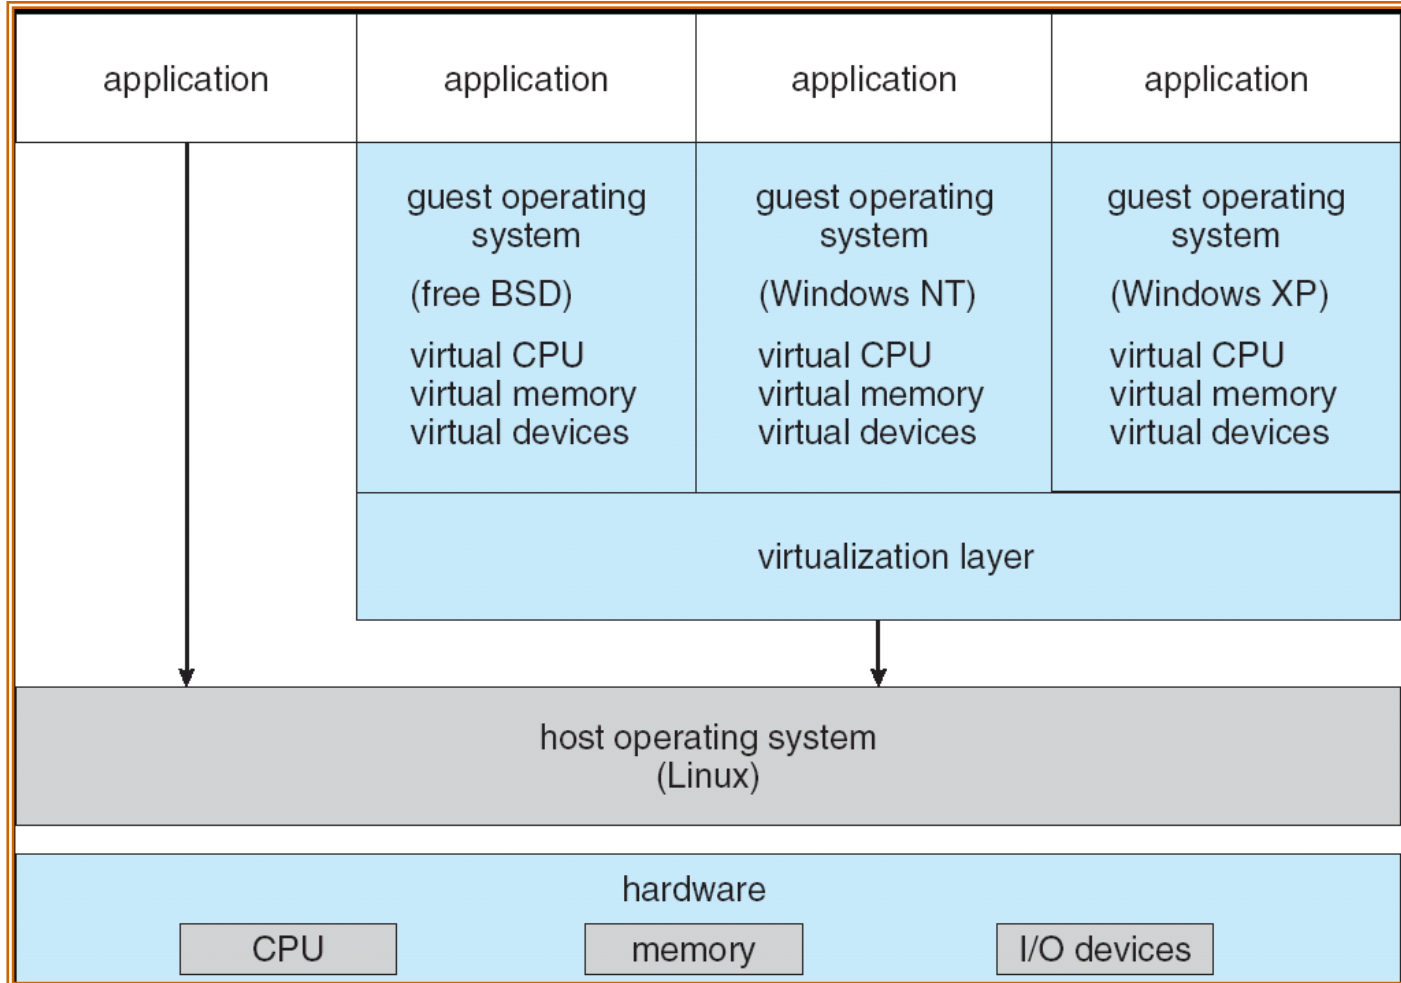 application
application
application
application
guest operating
system
(free BSD)
virtual CPU
virtual memory
virtual devices
guest operating
system
(Windows NT)
virtual CPU
virtual memory
virtual devices
guest operating
system
(Windows XP)
virtual CPU
virtual memory
virtual devices
virtualization layer
host operating system
(Linux)
hardware
CPU
memory
I/O devices